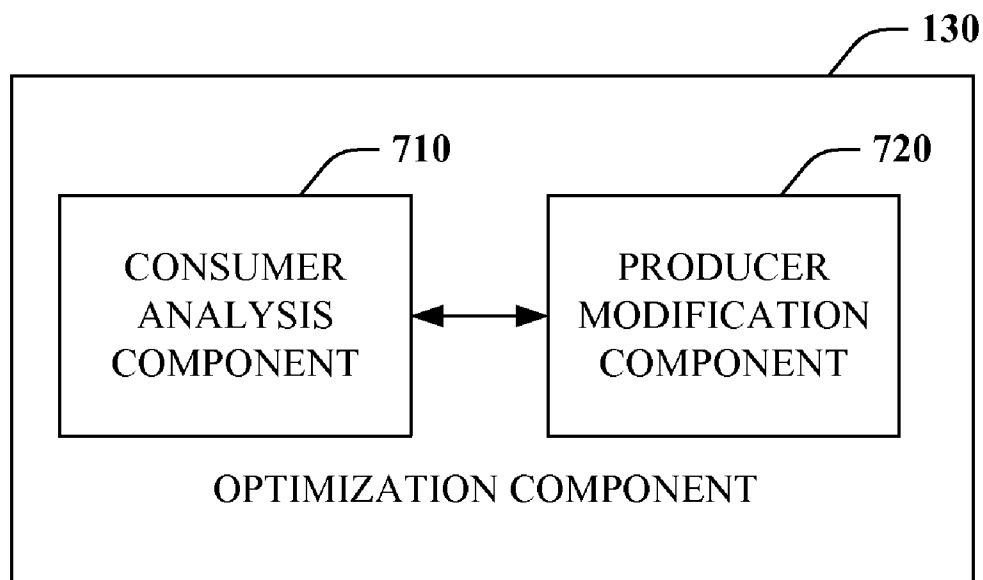 130
710
720
CONSUMER
ANALYSIS
COMPONENT
PRODUCER
MODIFICATION
COMPONENT
OPTIMIZATION COMPONENT